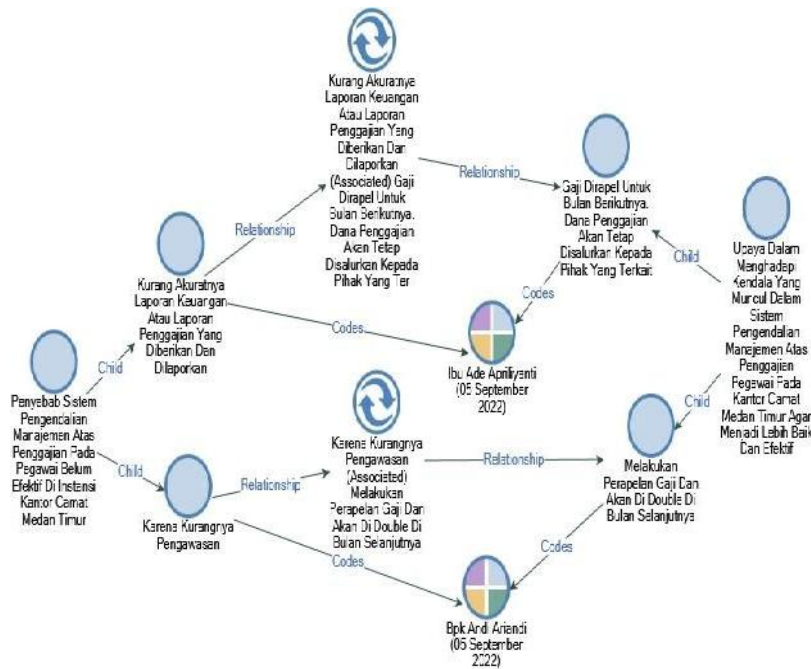 Kurang Akuratnya
Laporan Keuangan
Atau Laporan
Penggajian Yang
Diberikan Dan
Dilaporkan
(Associated) Gaji
Dirapel Untuk
Bulan Berikutnya.
Dana Penggajian
Akan Tetap
Disalurkan Kepada
Pihak Yang Ter
Relationship
Gaji Dirapel Untuk
Bulan Berikutnya.
Dana Penggajian
Akan Tetap
Disalurkan Kepada
Pihak Yang Terkait
Relationship
Kurang Akuratnya
Laporan Keuangan
Atau Laporan
Penggajian Yang
Diberikan Dan
Dilaporkan
Child
Upaya Dalam
Menghadapi
Kendala Yang
Muncul Dalam
Sistem
Pengendalian
Manajemen Atas
Penggajian
Pegawai Pada
Kantor Camat
Medan Timur Agar
Menjadi Lebih Baik
Dan Efektif
Codes
Codes
Ibu Ade Apriliyanti
(05 September
2022)
Child
Penyebab Sistem
Pengendalian
Manajemen Atas
Penggajian Pada
Pegawai Belum
Efektif Di Instansi
Kantor Camat
Medan Timur
Child
Child
Karena Kurangnya
Pengawasan
(Associated)
Melakukan
Perapelan Gaji Dan
Akan Di Double Di
Bulan Selanjutnya
Relationship
Relationship
Melakukan
Perapelan Gaji Dan
Akan Di Double Di
Bulan Selanjutnya
Karena Kurangnya
Pengawasan
Codes
Codes
Bpk Andi Ariandi
(05 September
2022)